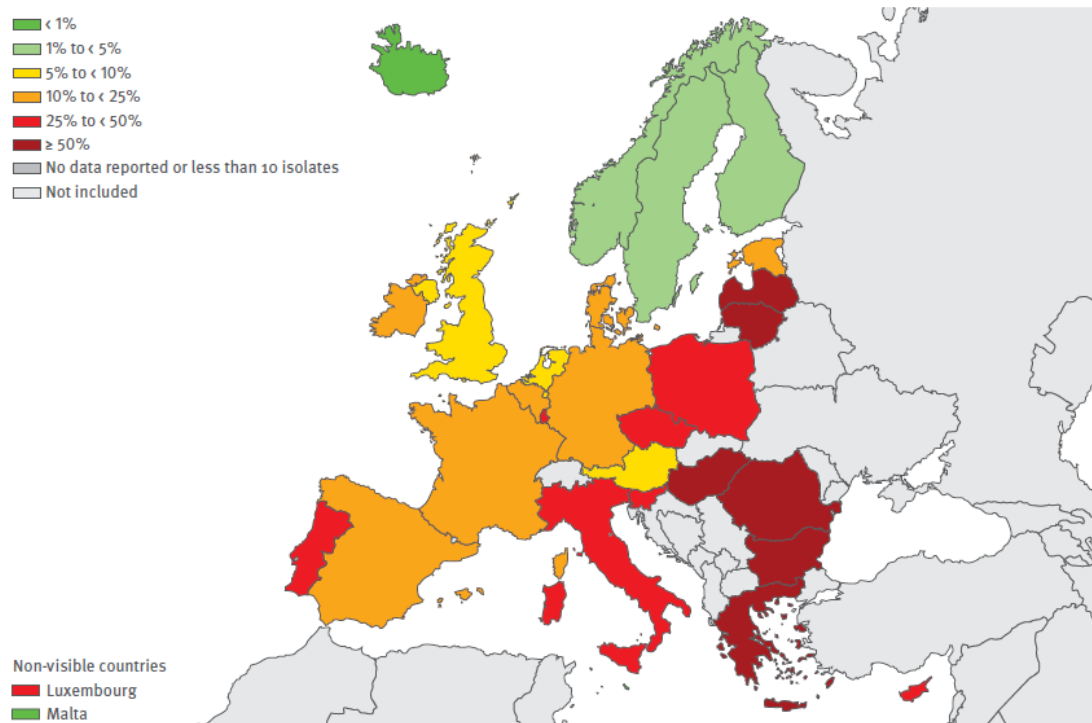 < 1%
1% to < 5%
5% to < 10%
10% to < 25%
25% to < 50%
≥ 50%
No data reported or less than 10 isolates
Not included
Non-visible countries
Luxembourg
Malta